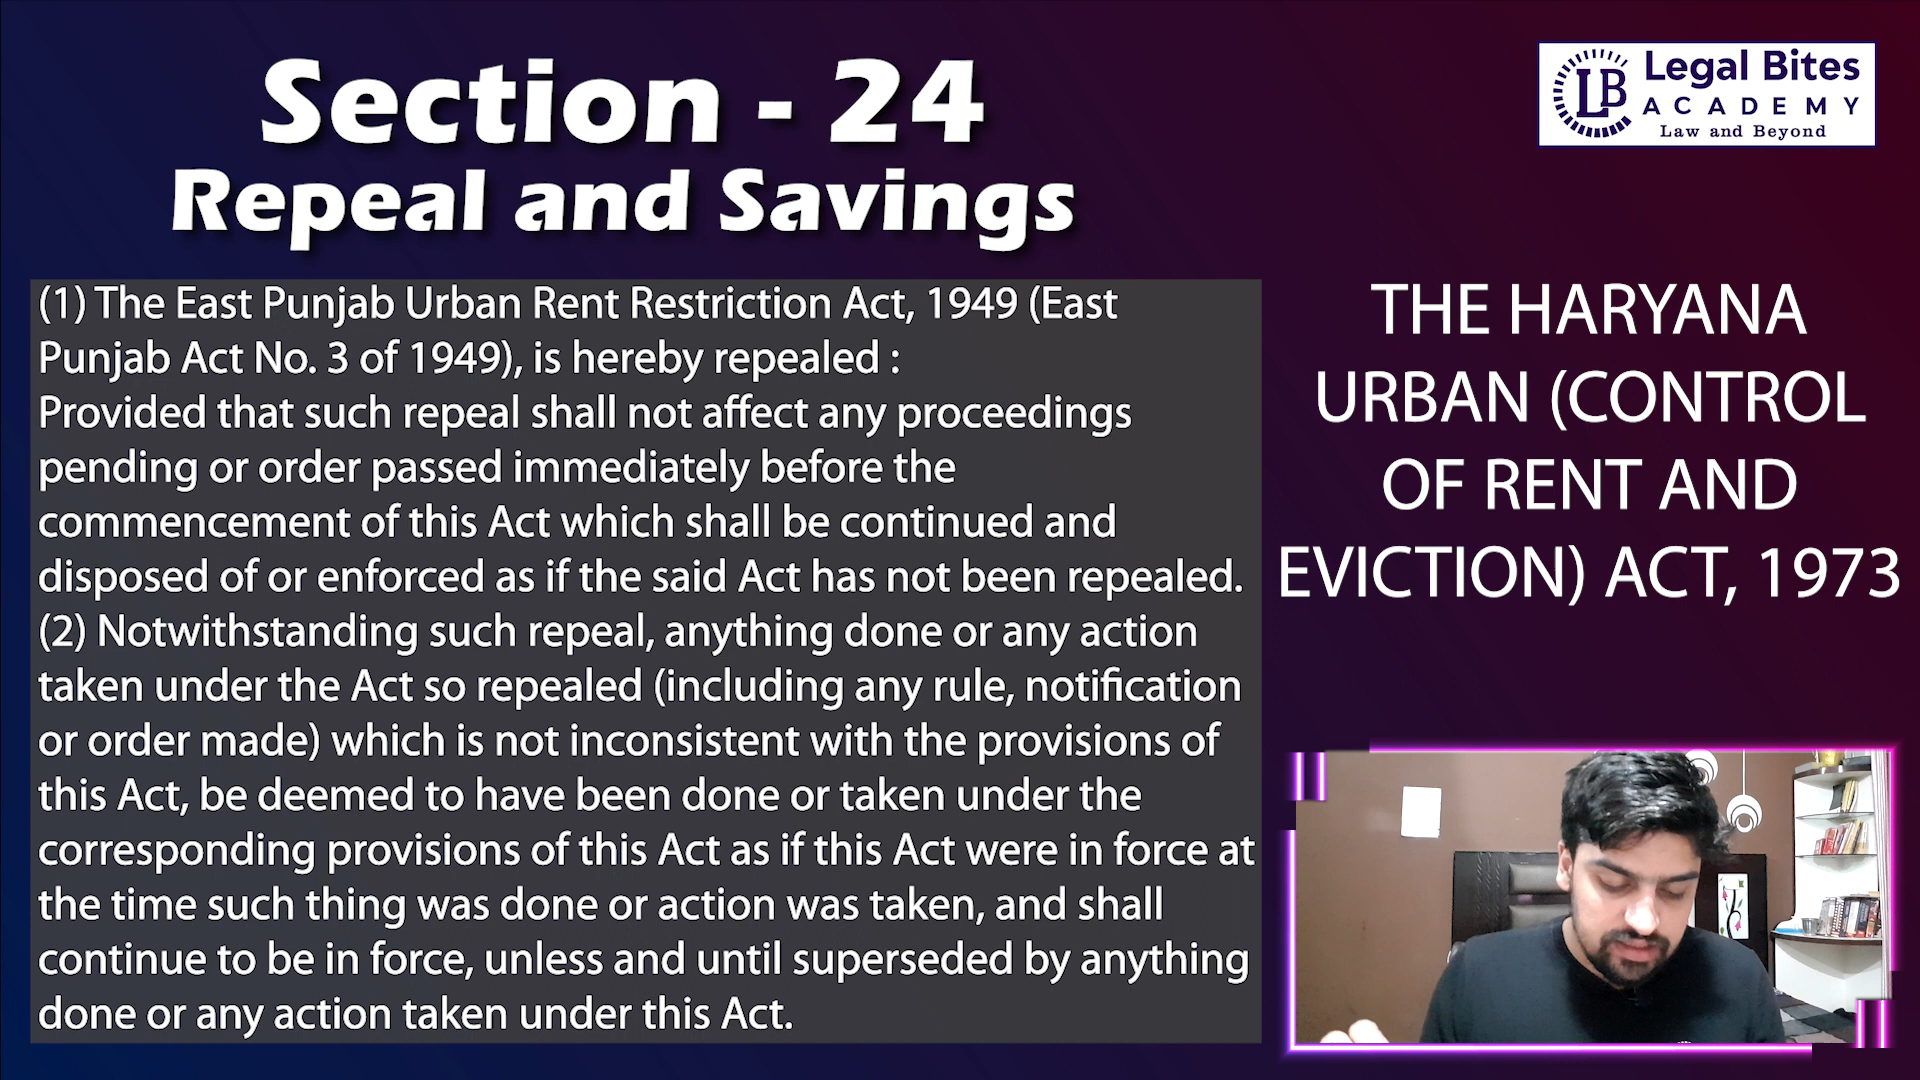 Section - 24
Repeal and Savings
LB
Legal Bites
ACADEMY
Law and Beyond
(1) The East Punjab Urban Rent Restriction Act, 1949 (East
Punjab Act No. 3 of 1949), is hereby repealed :
Provided that such repeal shall not affect any proceedings
pending or order passed immediately before the
commencement of this Act which shall be continued and
disposed of or enforced as if the said Act has not been repealed.
(2) Notwithstanding such repeal, anything done or any action
taken under the Act so repealed (including any rule, notification
or order made) which is not inconsistent with the provisions of
this Act, be deemed to have been done or taken under the
corresponding provisions of this Act as if this Act were in force at
the time such thing was done or action was taken, and shall
continue to be in force, unless and until superseded by anything
done or any action taken under this Act.
THE HARYANA
URBAN (CONTROL
OF RENT AND
EVICTION) ACT, 1973